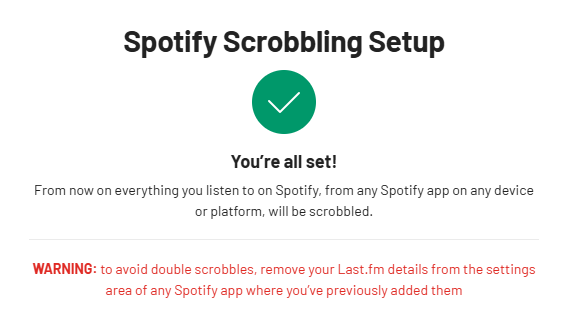 Spotify Scrobbling Setup
You’re all set!
From now on everything you listen to on Spotify, from any Spotify app on any device
or platform, will be scrobbled.
WARNING: to avoid double scrobbles, remove your Last.fm details from the settings
area of any Spotify app where you’ve previously added them